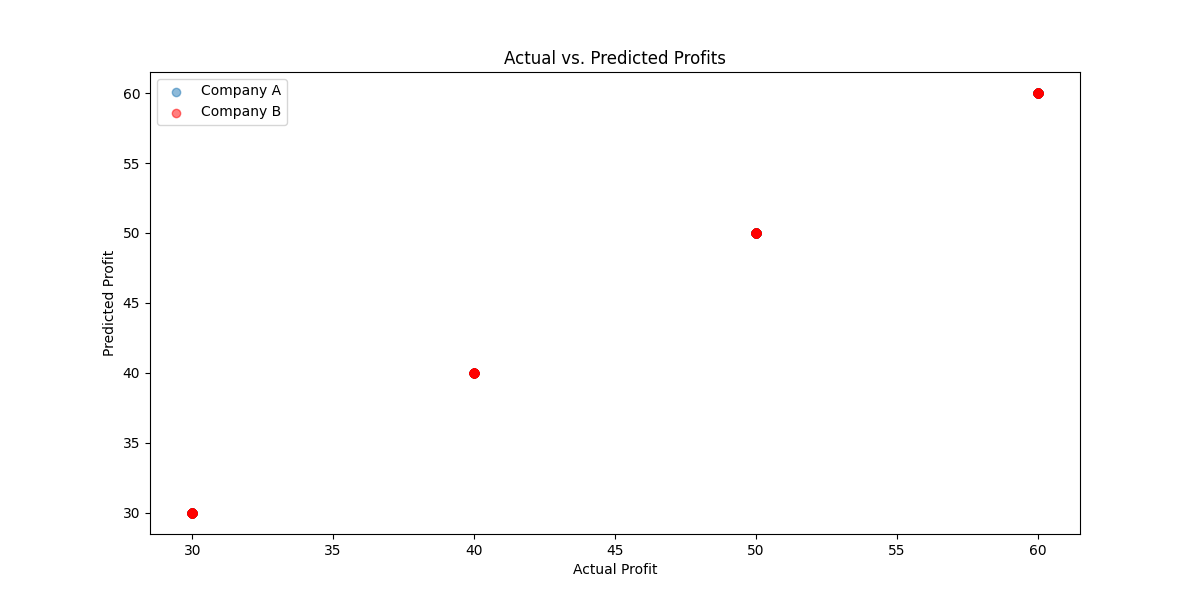 Actual vs. Predicted Profits
Company A
Company B
Predicted Profit
60
55
50
45
40
35
30
30 35 40 45 50 55 60
Actual Profit